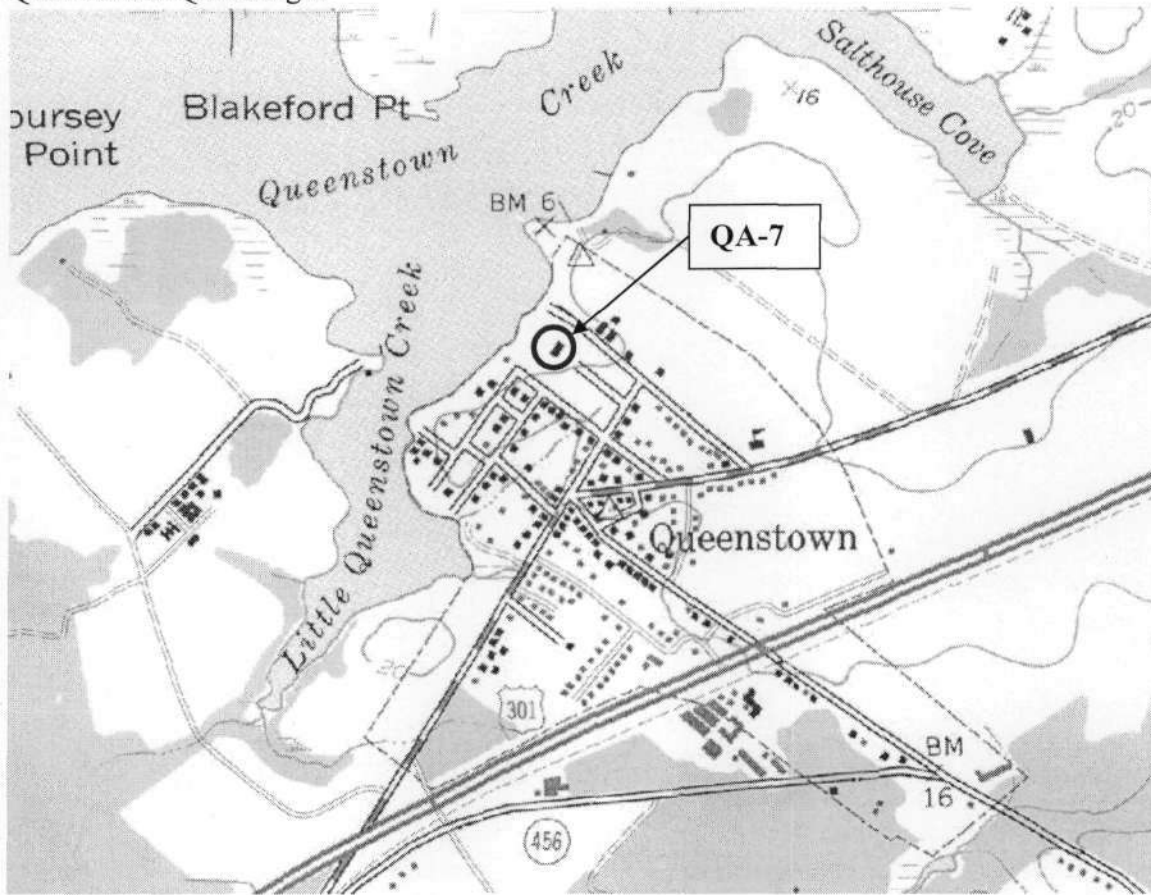 Creek
Salthouse Cove
16
20
Blakeford Pt
oursey
Point
Queenstown
BM 6
QA-7
Little Queenstown Creek
Queenstown
20
301
BM
16
456